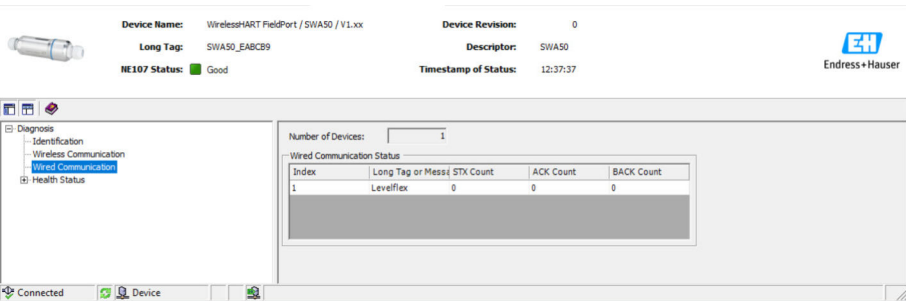 Device Name: WirelessHART FieldPort / SWA50 / V1.xx Device Revision: 0
Long Tag: SWA50_EABCB9 Descriptor: SWA50
NE107 Status: Good Timestamp of Status: 12:37:37
EH
Endress+Hauser
Diagnosis
Identification
Wireless Communication
Wired Communication
Health Status
Number of Devices: 1
Wired Communication Status
Index Long Tag or Messa STX Count ACK Count BACK Count
1 Levelflex 0 0 0
Connected Device